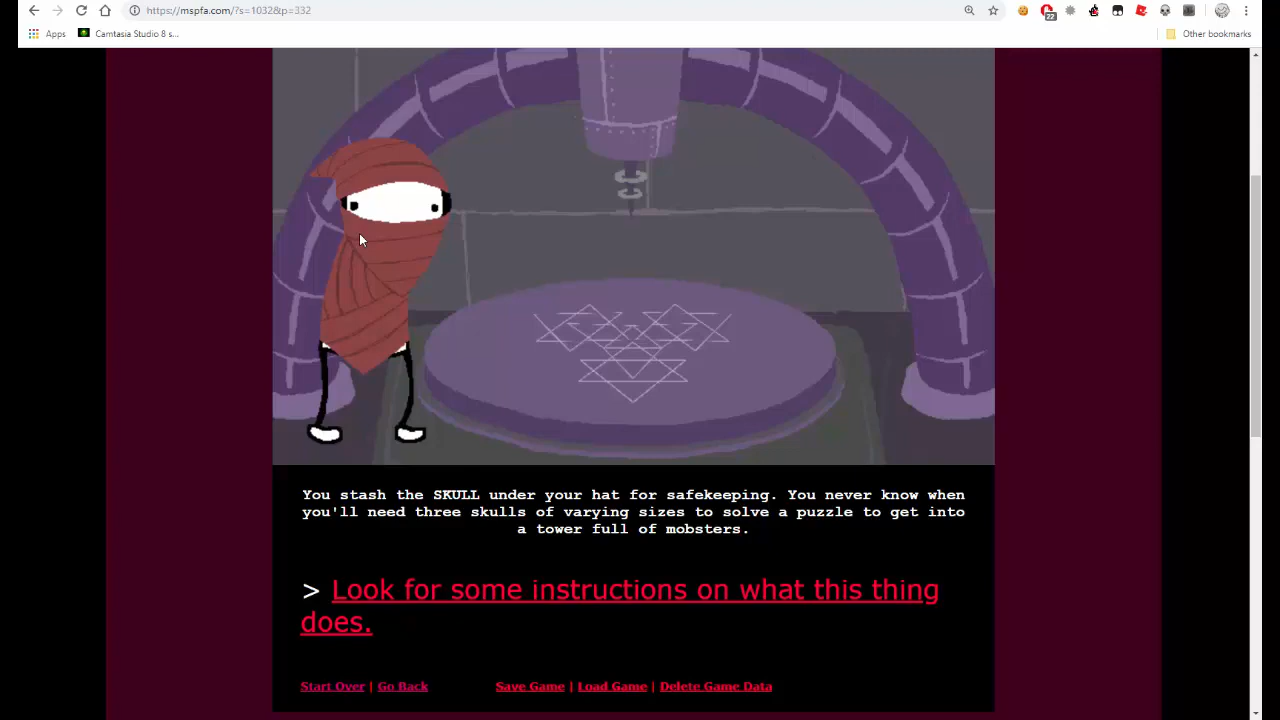 https://mspfa.com/?s=1032&p=332
22
Apps
Camtasia Studio 8 s...
Other bookmarks
You stash the SKULL under your hat for safekeeping. You never know when
you'll need three skulls of varying sizes to solve a puzzle to get into
a tower full of mobsters.
> Look for some instructions on what this thing
does.
Start Over | Go Back Save Game | Load Game | Delete Game Data